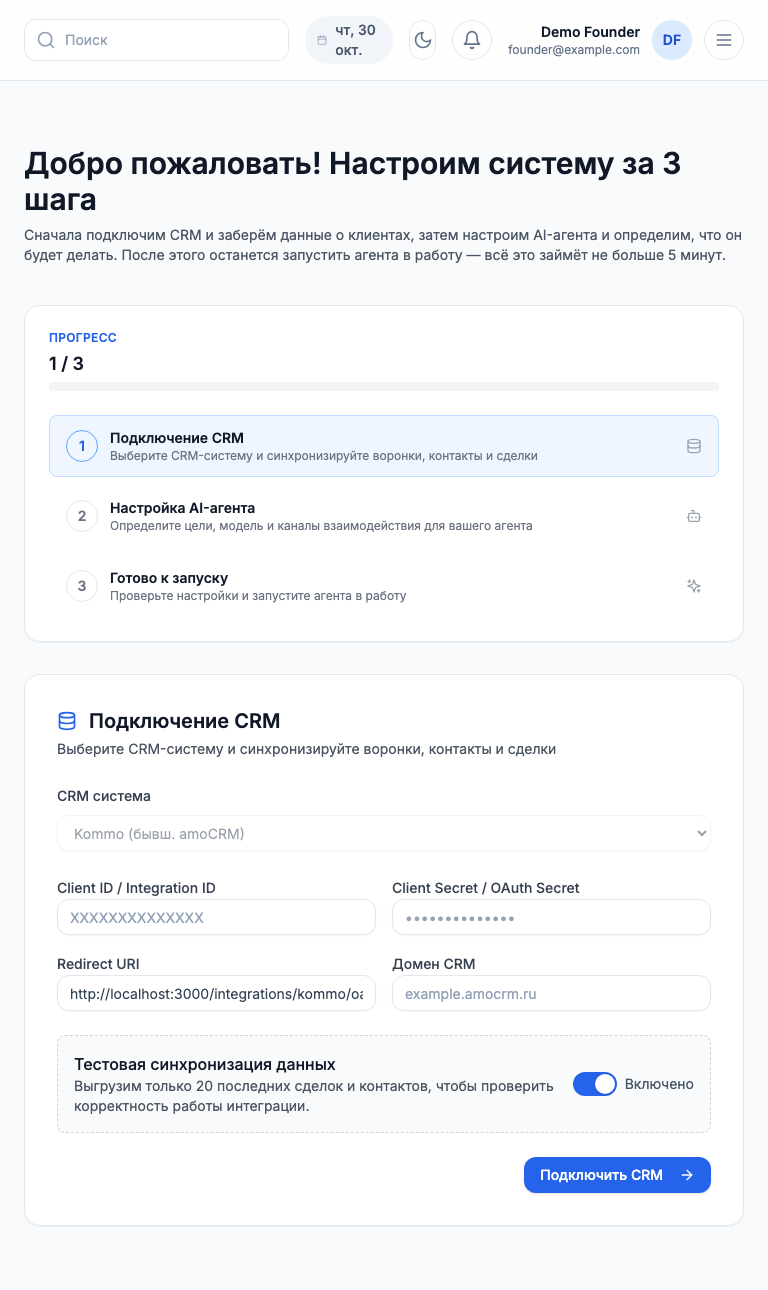 Поиск
чт, 30
окт.
Demo Founder
founder@example.com
DF
Добро пожаловать! Настроим систему за 3
шага
Сначала подключим CRM и заберём данные о клиентах, затем настроим AI-агента и определим, что он
будет делать. После этого останется запустить агента в работу — всё это займёт не больше 5 минут.
ПРОГРЕСС
1 / 3
1
Подключение CRM
Выберите CRM-систему и синхронизируйте воронки, контакты и сделки
2
Настройка AI-агента
Определите цели, модель и каналы взаимодействия для вашего агента
3
Готово к запуску
Проверьте настройки и запустите агента в работу
Подключение CRM
Выберите CRM-систему и синхронизируйте воронки, контакты и сделки
CRM система
Kommo (бывш. amoCRM)
Client ID / Integration ID
Client Secret / OAuth Secret
XXXXXXXXXXXXXX
••••••••••••••
Redirect URI
Домен CRM
http://localhost:3000/integrations/kommo/oa
example.amocrm.ru
Тестовая синхронизация данных
Выгрузим только 20 последних сделок и контактов, чтобы проверить
корректность работы интеграции.
Включено
Подключить CRM